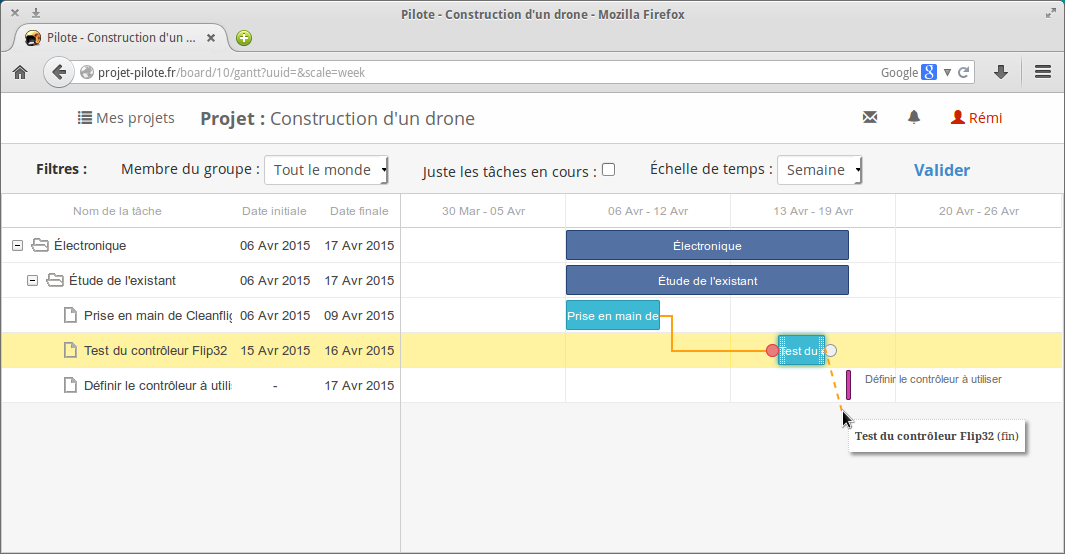 Pilote - Construction d'un drone - Mozilla Firefox
Pilote - Construction d'un ...
projet-pilote.fr/board/10/gantt?uuid=&scale=week
Google
Mes projets
Projet : Construction d'un drone
Rémi
Filtres :
Membre du groupe : Tout le monde
Juste les tâches en cours :
Échelle de temps : Semaine
Valider
Nom de la tâche Date initiale Date finale 30 Mar - 05 Avr 06 Avr - 12 Avr 13 Avr - 19 Avr 20 Avr - 26 Avr
Électronique 06 Avr 2015 17 Avr 2015 Électronique
Étude de l'existant 06 Avr 2015 17 Avr 2015 Étude de l'existant
Prise en main de Cleanflig 06 Avr 2015 09 Avr 2015 Prise en main de
Test du contrôleur Flip32 15 Avr 2015 16 Avr 2015 Test du
Définir le contrôleur à utili - 17 Avr 2015 Définir le contrôleur à utiliser
Test du contrôleur Flip32 (fin)